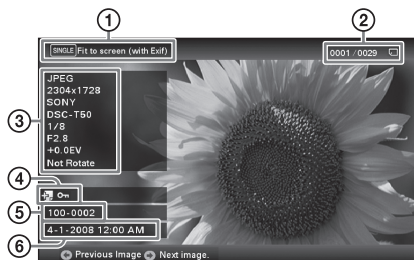 1
2
SINGLE Fit to screen (with Exif)
0001/0029
3
JPEG
2304x1728
SONY
DSC-T50
1/8
F2.8
+0.0EV
Not Rotate
4
5
100-0002
6
4-1-2008 12:00 AM
Previous Image Next image.